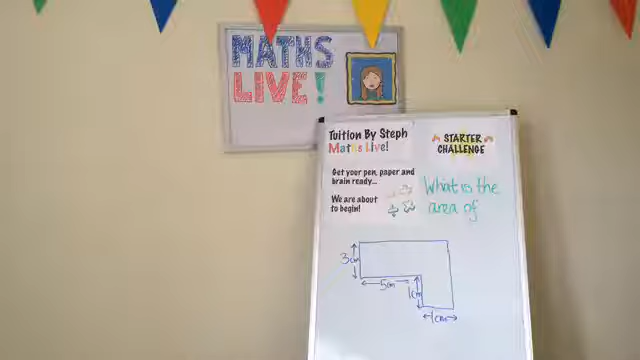 MATHS
LIVE!
Tuition By Steph
Maths Live!
STARTER
CHALLENGE
Get your pen, paper and
brain ready...
We are about
to begin!
What is the
area of
3cm
5cm
1cm
1cm